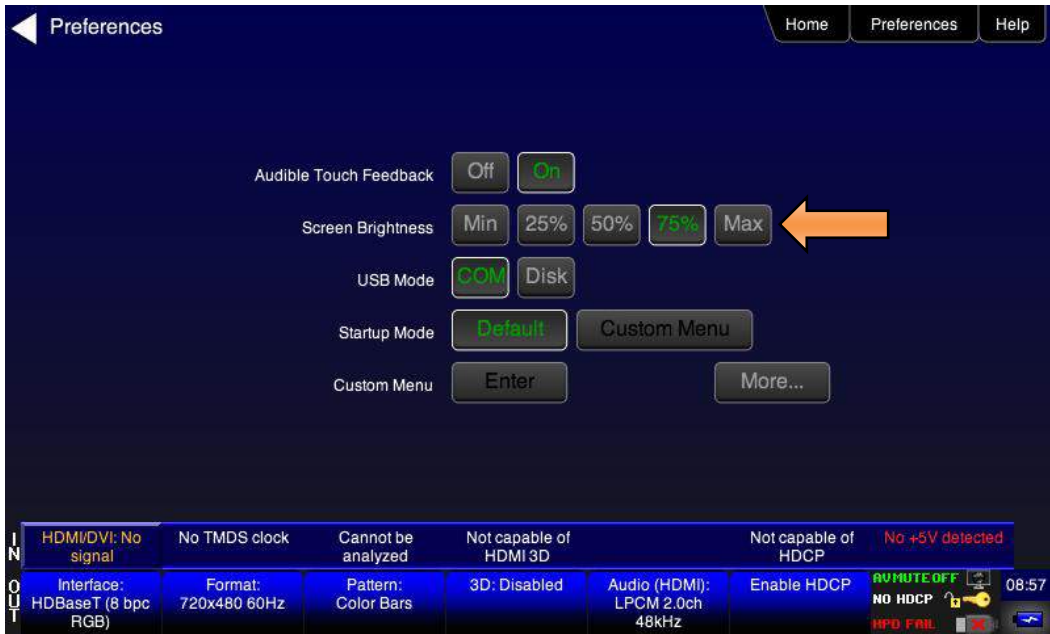 Preferences
Home Preferences Help
Audible Touch Feedback Off On
Screen Brightness Min 25% 50% 75% Max
USB Mode COM Disk
Startup Mode Default Custom Menu
Custom Menu Enter More...
IN
HDMI/DVI: No
signal
No TMDS clock
Cannot be
analyzed
Not capable of
HDMI 3D
Not capable of
HDCP
No +5V detected
OUT
Interface:
HDBaseT (8 bpc
RGB)
Format:
720x480 60Hz
Pattern:
Color Bars
3D: Disabled
Audio (HDMI):
LPCM 2.0ch
48kHz
Enable HDCP
AVMUTE OFF
NO HDCP
HPD FAIL
08:57